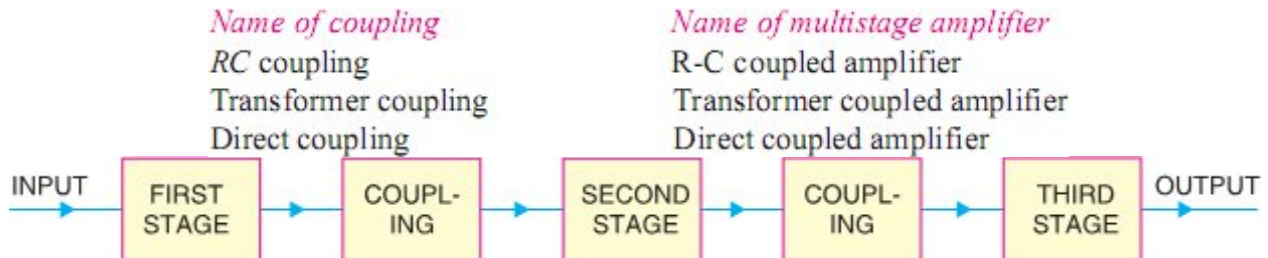 Name of coupling
RC coupling
Transformer coupling
Direct coupling
Name of multistage amplifier
R-C coupled amplifier
Transformer coupled amplifier
Direct coupled amplifier
INPUT
FIRST
STAGE
COUPL-
ING
SECOND
STAGE
COUPL-
ING
THIRD
STAGE
OUTPUT